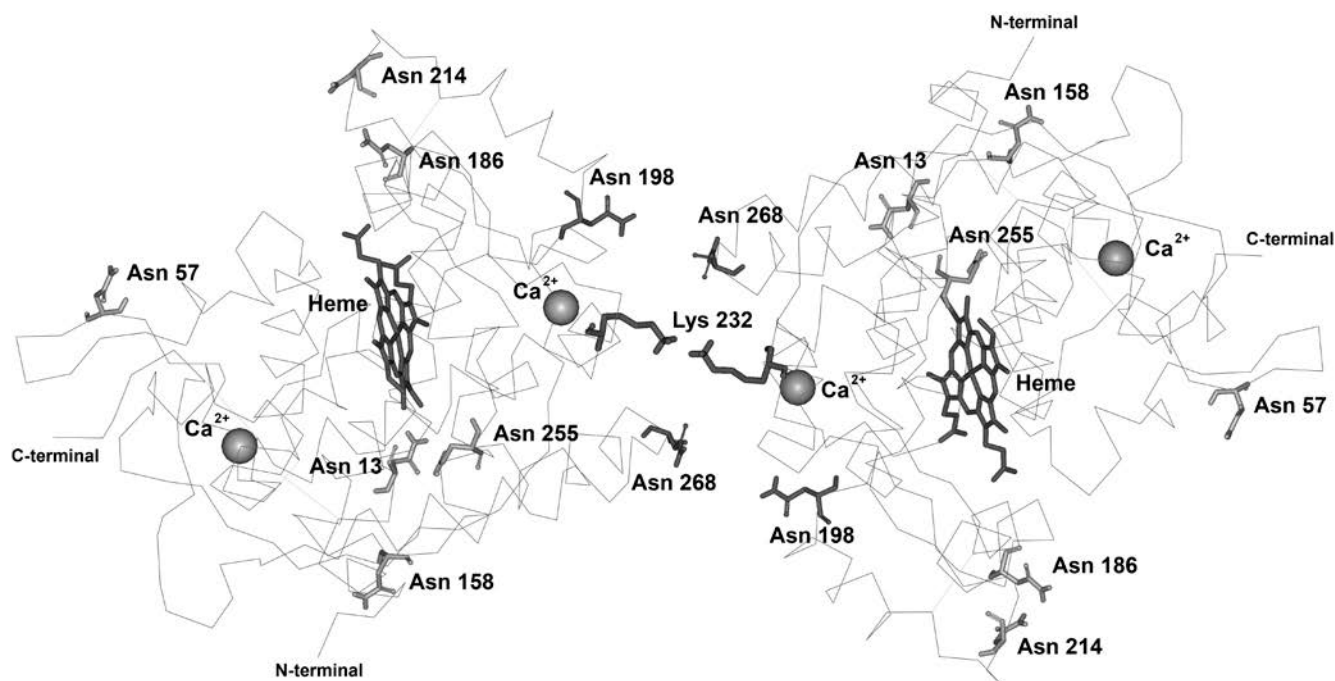 N-terminal
Asn 214
Asn 158
Asn 186
Asn 13
Asn 198
Asn 268
Asn 255
C-terminal
Ca2+
Asn 57
Ca2+
Heme
Lys 232
Ca2+
Heme
Asn 57
Ca2+
C-terminal
Asn 13
Asn 255
Asn 268
Asn 198
Asn 158
Asn 186
Asn 214
N-terminal